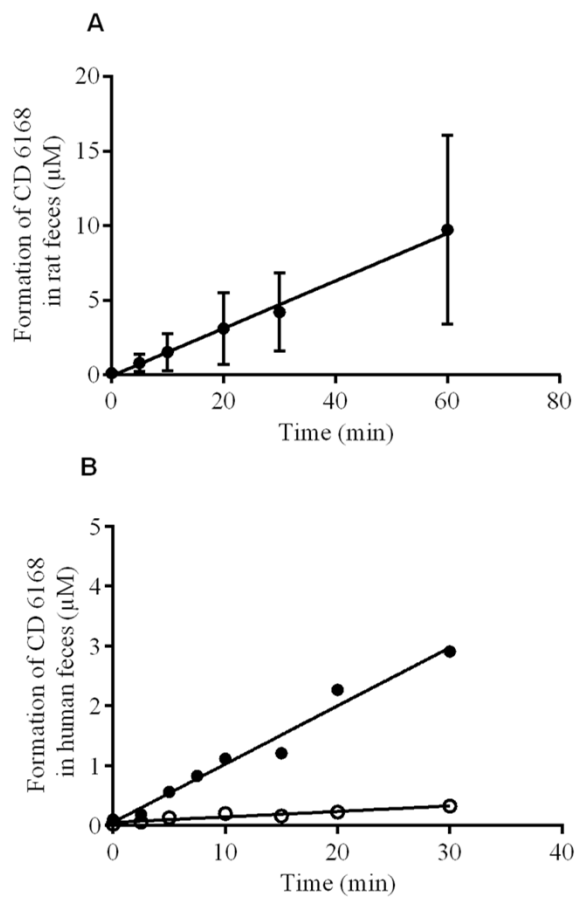 A
Formation of CD 6168
in rat feces (μM)
20
15
10
5
0
0 20 40 60 80
Time (min)
B
Formation of CD 6168
in human feces (μM)
5
4
3
2
1
0
0 10 20 30 40
Time (min)